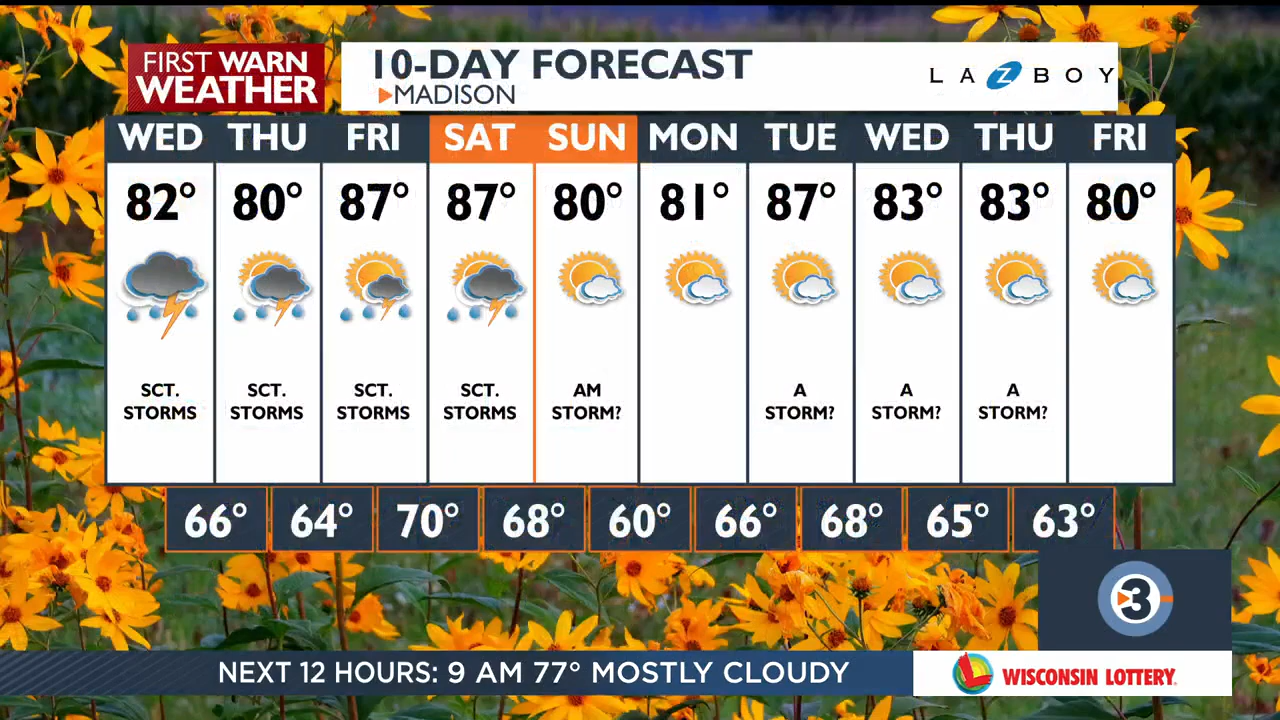 FIRST WARN
WEATHER
10-DAY FORECAST
MADISON
LA Z BOY
WED THU FRI SAT SUN MON TUE WED THU FRI
82° 80° 87° 87° 80° 81° 87° 83° 83° 80°
SCT. SCT. SCT. SCT. AM A A A
STORMS STORMS STORMS STORMS STORM? STORM? STORM? STORM?
66° 64° 70° 68° 60° 66° 68° 65° 63°
3
NEXT 12 HOURS: 9 AM 77° MOSTLY CLOUDY
WISCONSIN LOTTERY